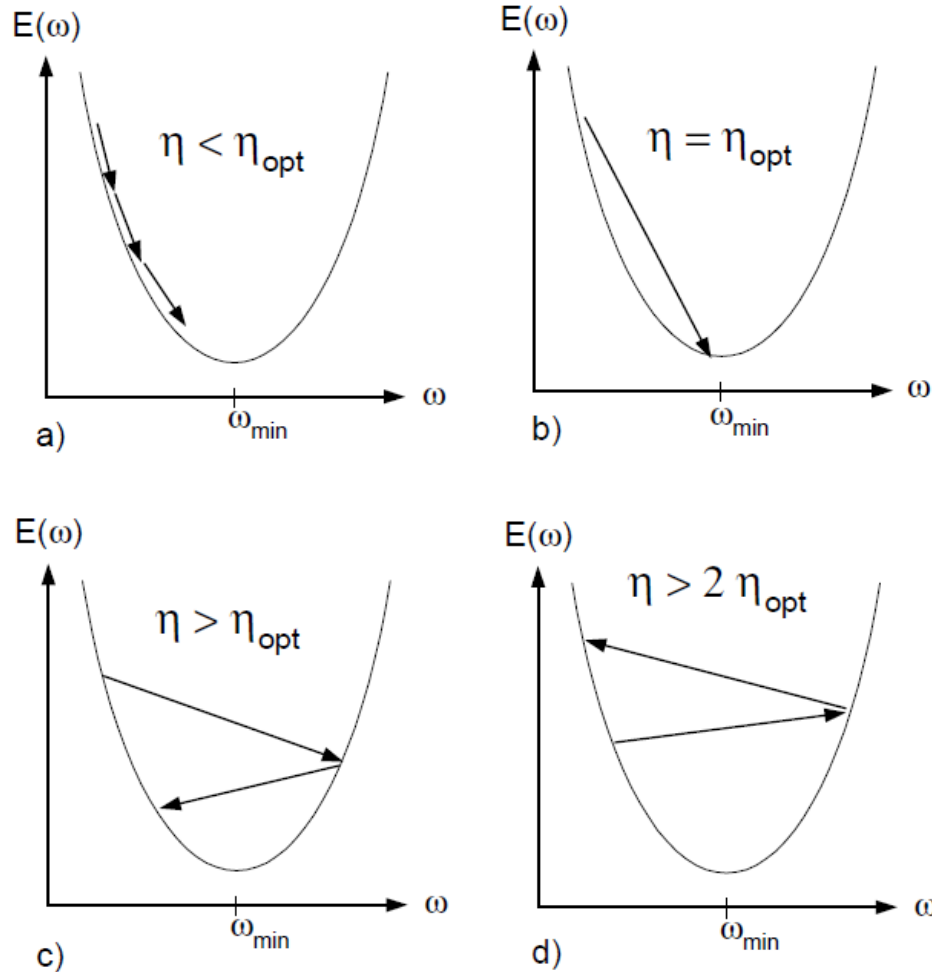 E(ω)
η < η_opt
ω
ω_min
a)
E(ω)
η = η_opt
ω
ω_min
b)
E(ω)
η > η_opt
ω
ω_min
c)
E(ω)
η > 2 η_opt
ω
ω_min
d)